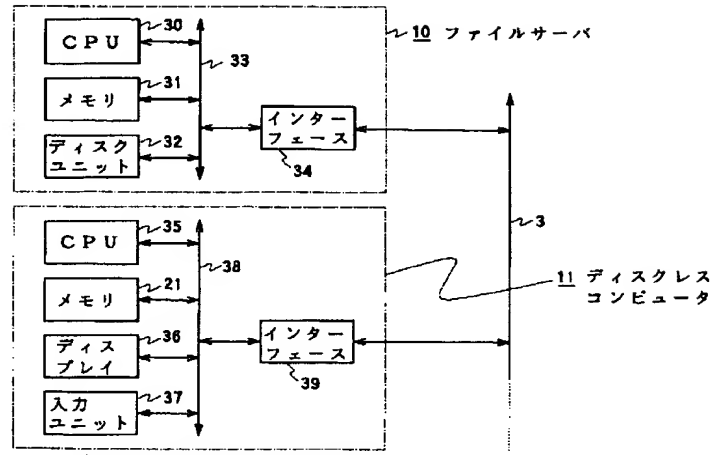 CPU
30
33
メモリ
31
ディスク
ユニット
32
インター
フェース
34
10 ファイルサーバ
3
CPU
35
38
メモリ
21
ディス
プレイ
36
入力
ユニット
37
インター
フェース
39
11 ディスクレス
コンピュータ